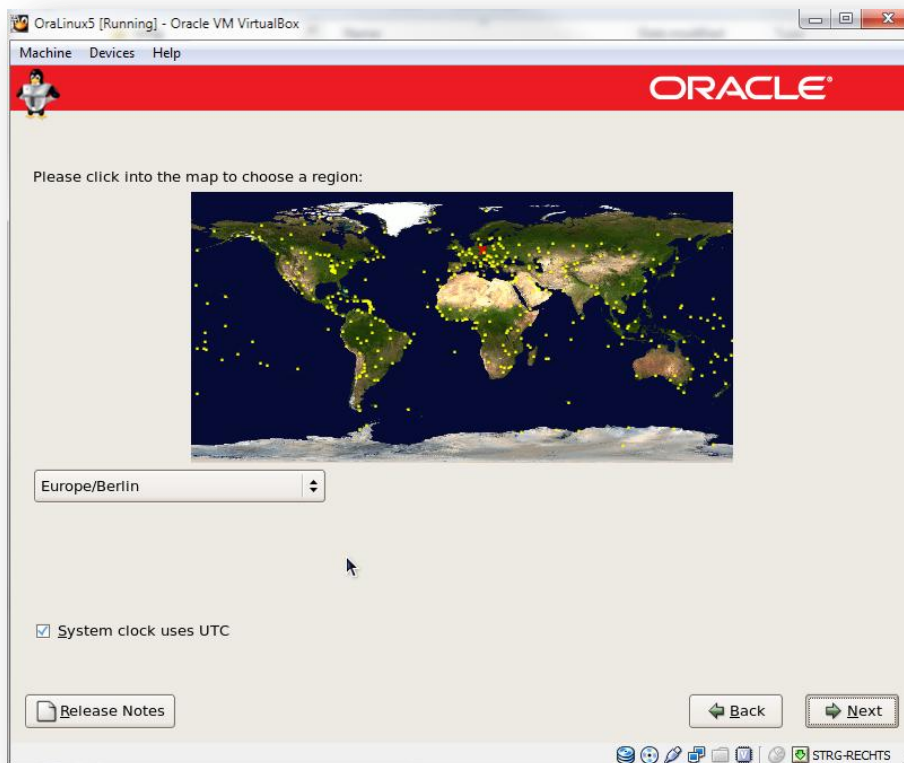 OraLinux5 [Running] - Oracle VM VirtualBox
Machine Devices Help
ORACLE®
Please click into the map to choose a region:
Europe/Berlin
System clock uses UTC
Release Notes
Back
Next
STRG-RECHTS